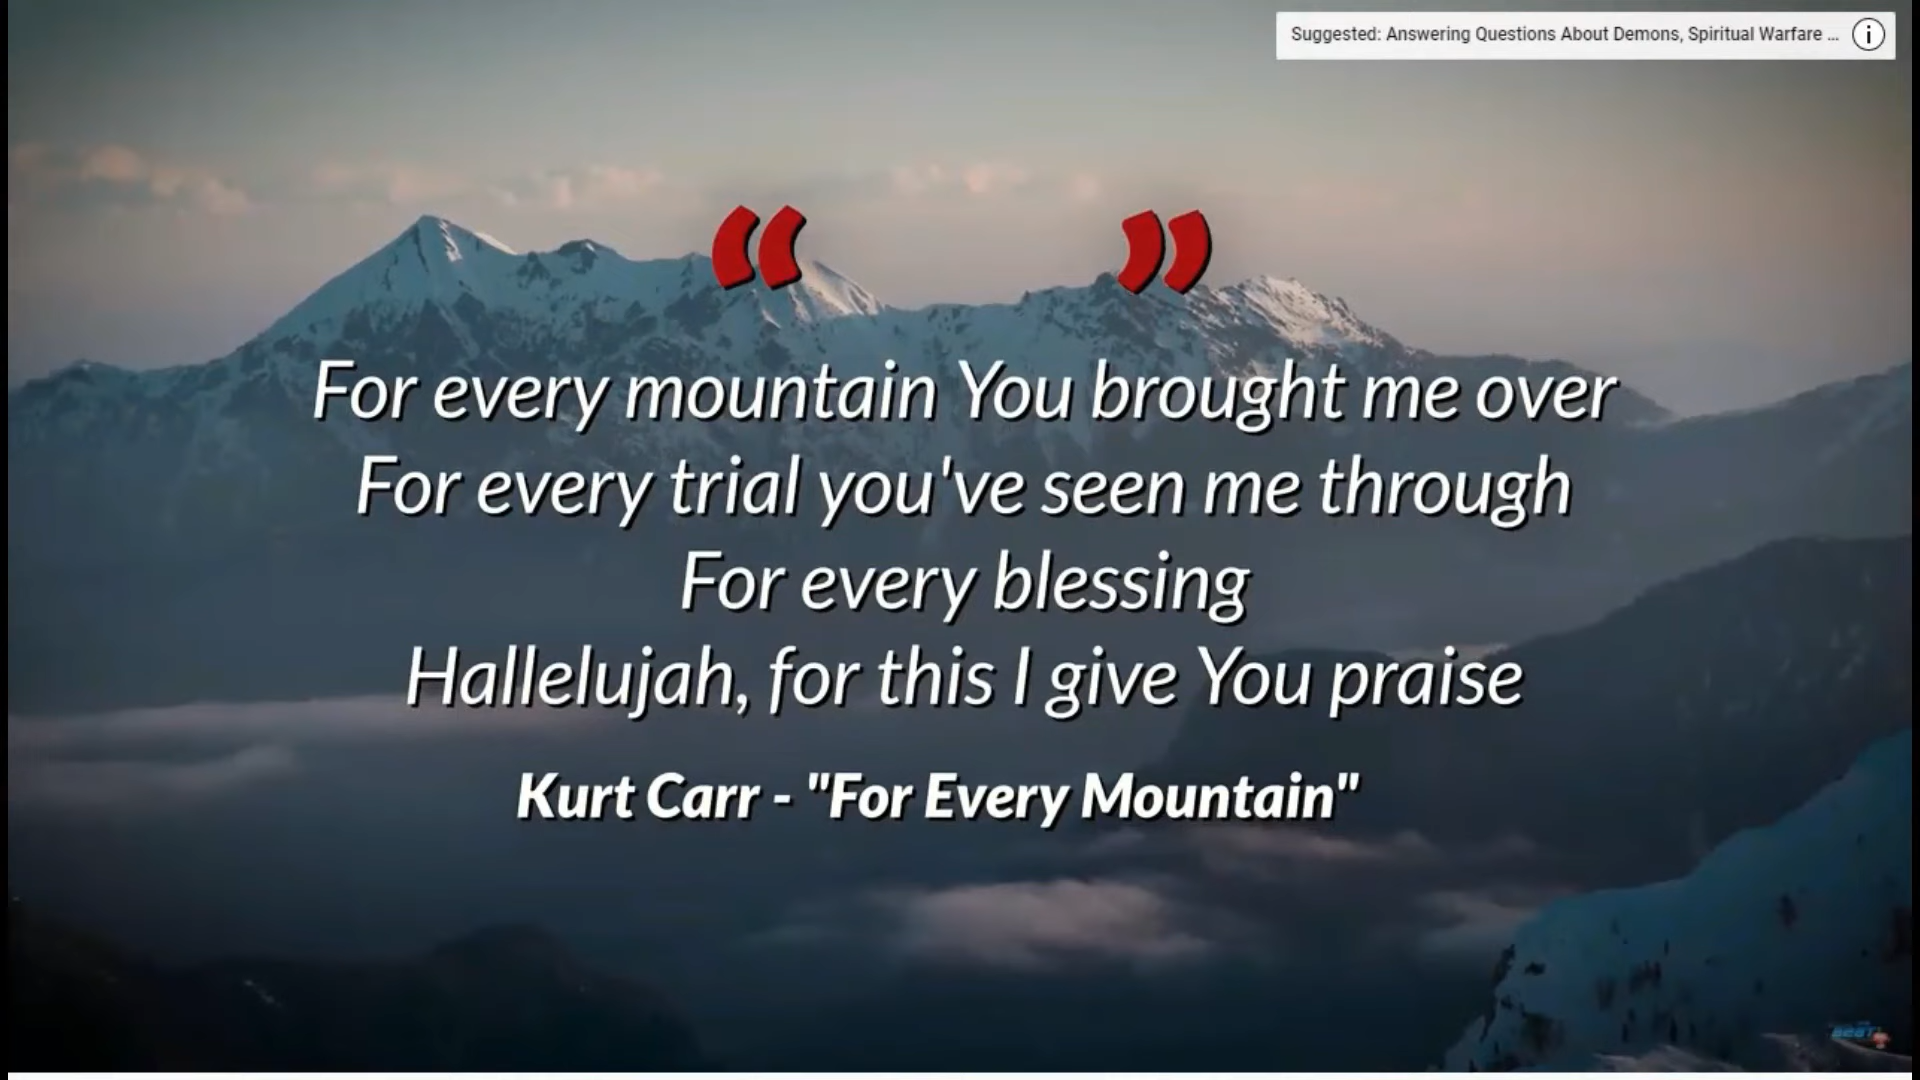 Suggested: Answering Questions About Demons, Spiritual Warfare ...
“ ”
For every mountain You brought me over
For every trial you've seen me through
For every blessing
Hallelujah, for this I give You praise
Kurt Carr - "For Every Mountain"